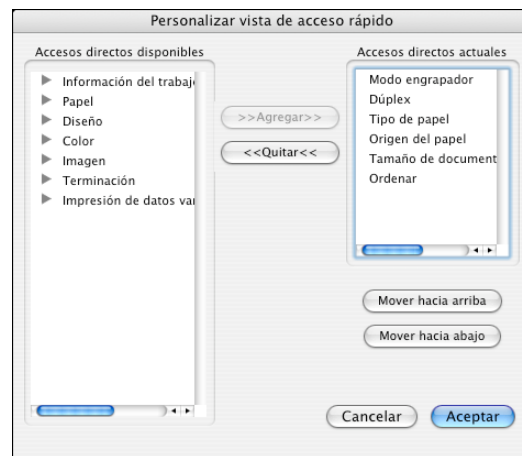 Personalizar vista de acceso rápido
Accesos directos disponibles
Información del trabaj
Papel
Diseño
Color
Imagen
Terminación
Impresión de datos var
>>Agregar>>
<<Quitar<<
Accesos directos actuales
Modo engrapador
Dúplex
Tipo de papel
Origen del papel
Tamaño de document
Ordenar
Mover hacia arriba
Mover hacia abajo
Cancelar
Aceptar